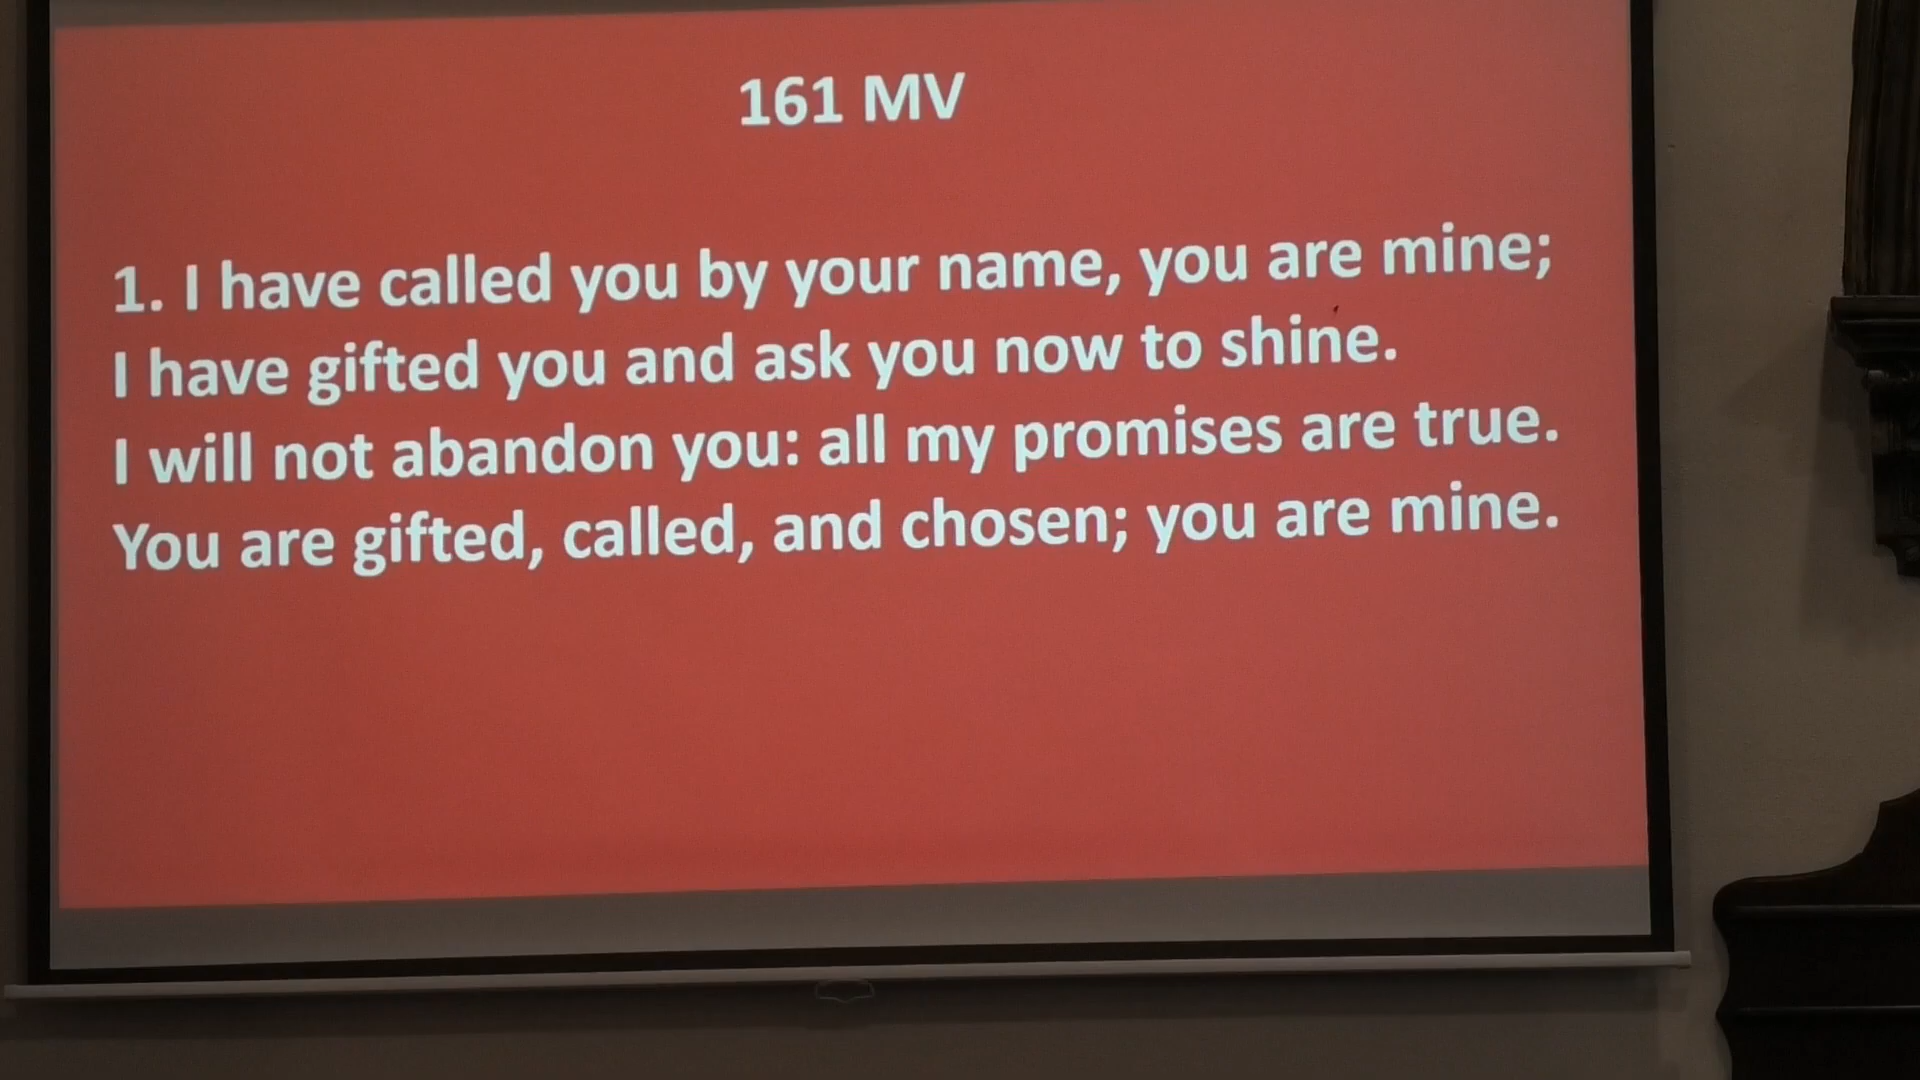 161 MV
1. I have called you by your name, you are mine;
I have gifted you and ask you now to shine.
I will not abandon you: all my promises are true.
You are gifted, called, and chosen; you are mine.